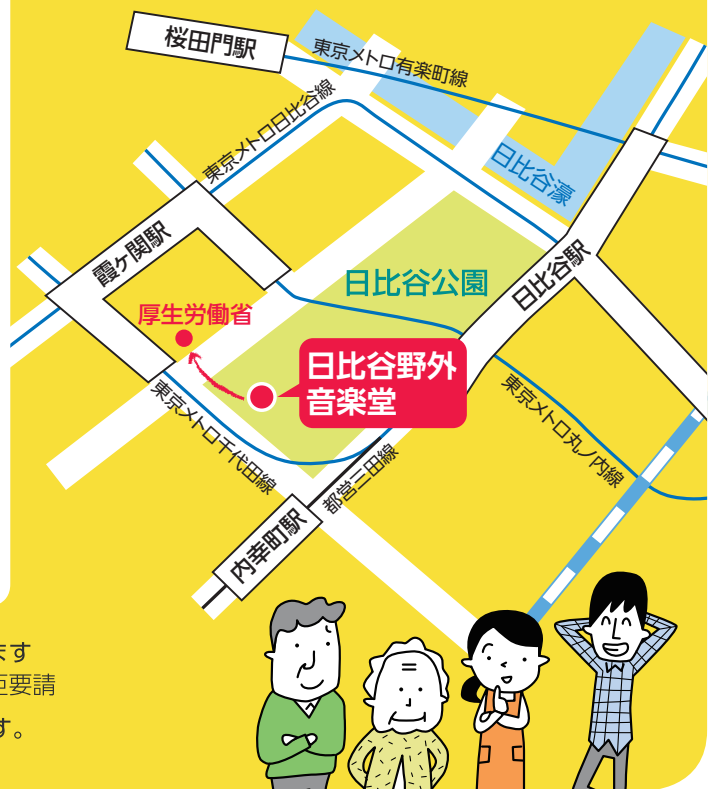 桜田門駅
東京メトロ有楽町線
東京メトロ日比谷線
日比谷濠
霞ヶ関駅
日比谷公園
日比谷駅
厚生労働省
日比谷野外
音楽堂
東京メトロ千代田線
東京メトロ丸ノ内線
都営三田線
内幸町駅
ます
要請
す。